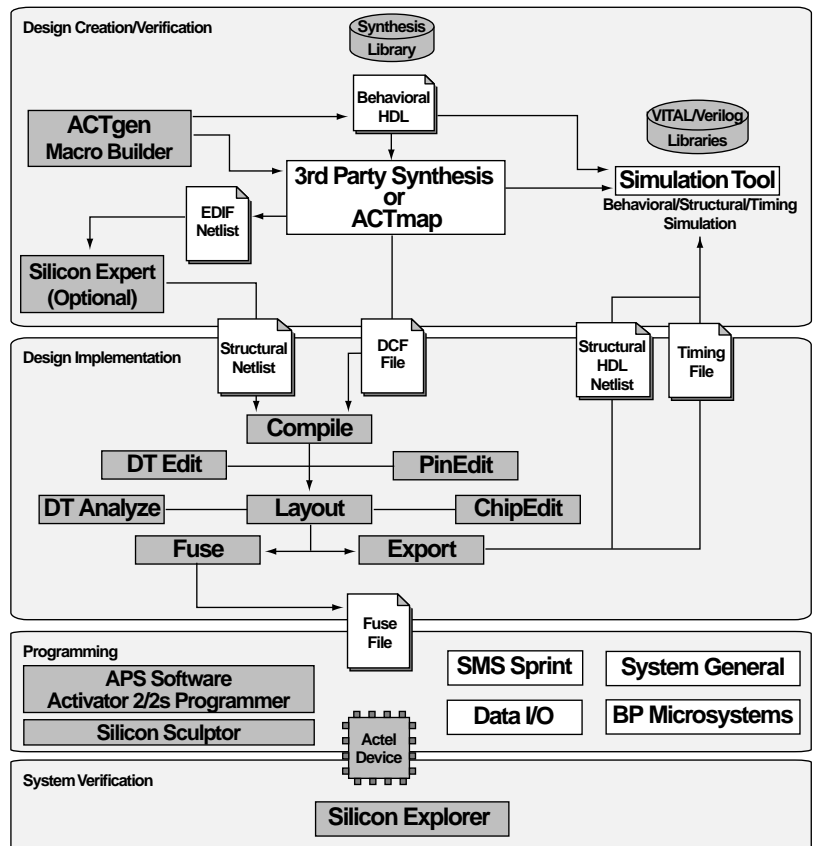 Design Creation/Verification
Synthesis
Library
Behavioral
HDL
VITAL/Verilog
Libraries
ACTgen
Macro Builder
3rd Party Synthesis
or
ACTmap
Simulation Tool
Behavioral/Structural/Timing
Simulation
EDIF
Netlist
Silicon Expert
(Optional)
Design Implementation
Structural
Netlist
DCF
File
Structural
HDL
Netlist
Timing
File
Compile
DT Edit
PinEdit
DT Analyze
Layout
ChipEdit
Fuse
Export
Fuse
File
Programming
APS Software
Activator 2/2s Programmer
Silicon Sculptor
SMS Sprint
System General
Data I/O
BP Microsystems
Actel
Device
System Verification
Silicon Explorer